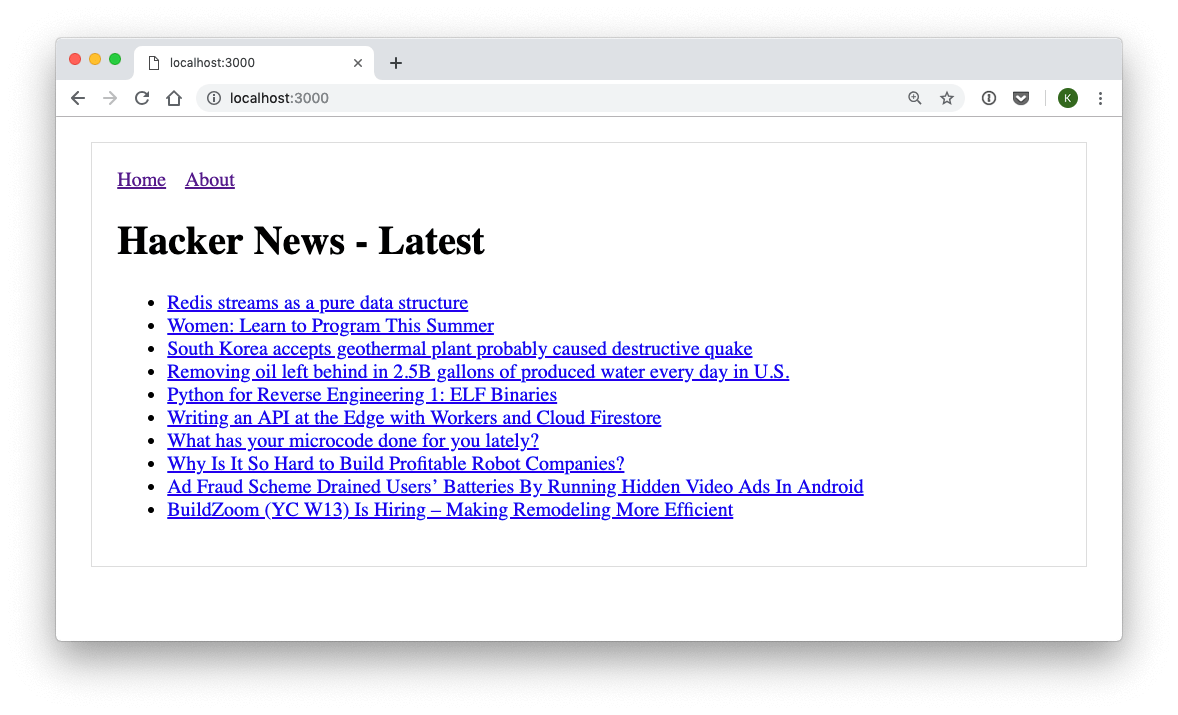 localhost:3000
localhost:3000
K
Home About
Hacker News - Latest
Redis streams as a pure data structure
Women: Learn to Program This Summer
South Korea accepts geothermal plant probably caused destructive quake
Removing oil left behind in 2.5B gallons of produced water every day in U.S.
Python for Reverse Engineering 1: ELF Binaries
Writing an API at the Edge with Workers and Cloud Firestore
What has your microcode done for you lately?
Why Is It So Hard to Build Profitable Robot Companies?
Ad Fraud Scheme Drained Users’ Batteries By Running Hidden Video Ads In Android
BuildZoom (YC W13) Is Hiring – Making Remodeling More Efficient